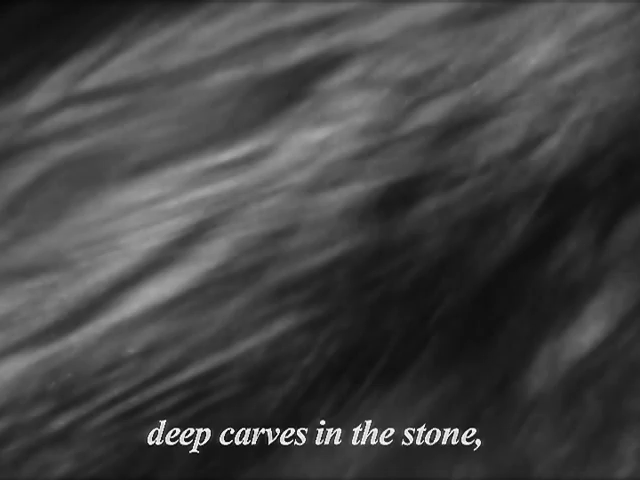 deep carves in the stone,